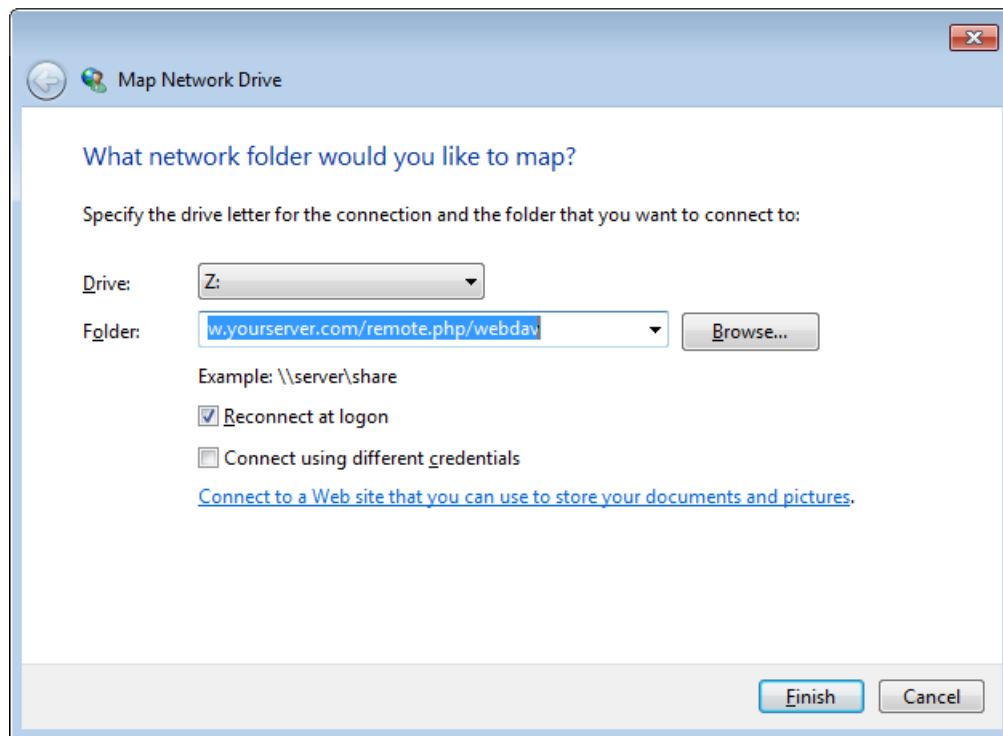 Map Network Drive
What network folder would you like to map?
Specify the drive letter for the connection and the folder that you want to connect to:
Drive: Z:
Folder: w.yourserver.com/remote.php/webdav Browse...
Example: \\server\share
Reconnect at logon
Connect using different credentials
Connect to a Web site that you can use to store your documents and pictures.
Finish Cancel